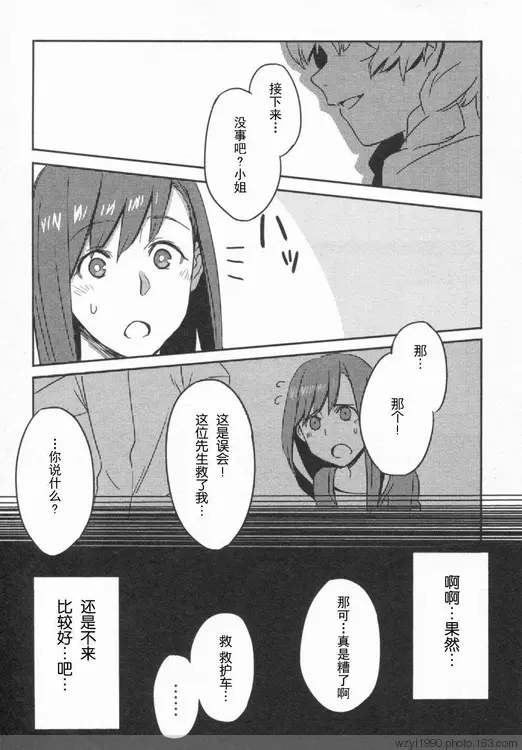 接下来…
没事吧?小姐
那…
那个!
这是误会!
这位先生救了我…
…你说什么?
啊啊…果然…
那可…真是糟了啊
救 救护车…
……
还是不来
比较好…吧…
wzyl1990.photo.163.com